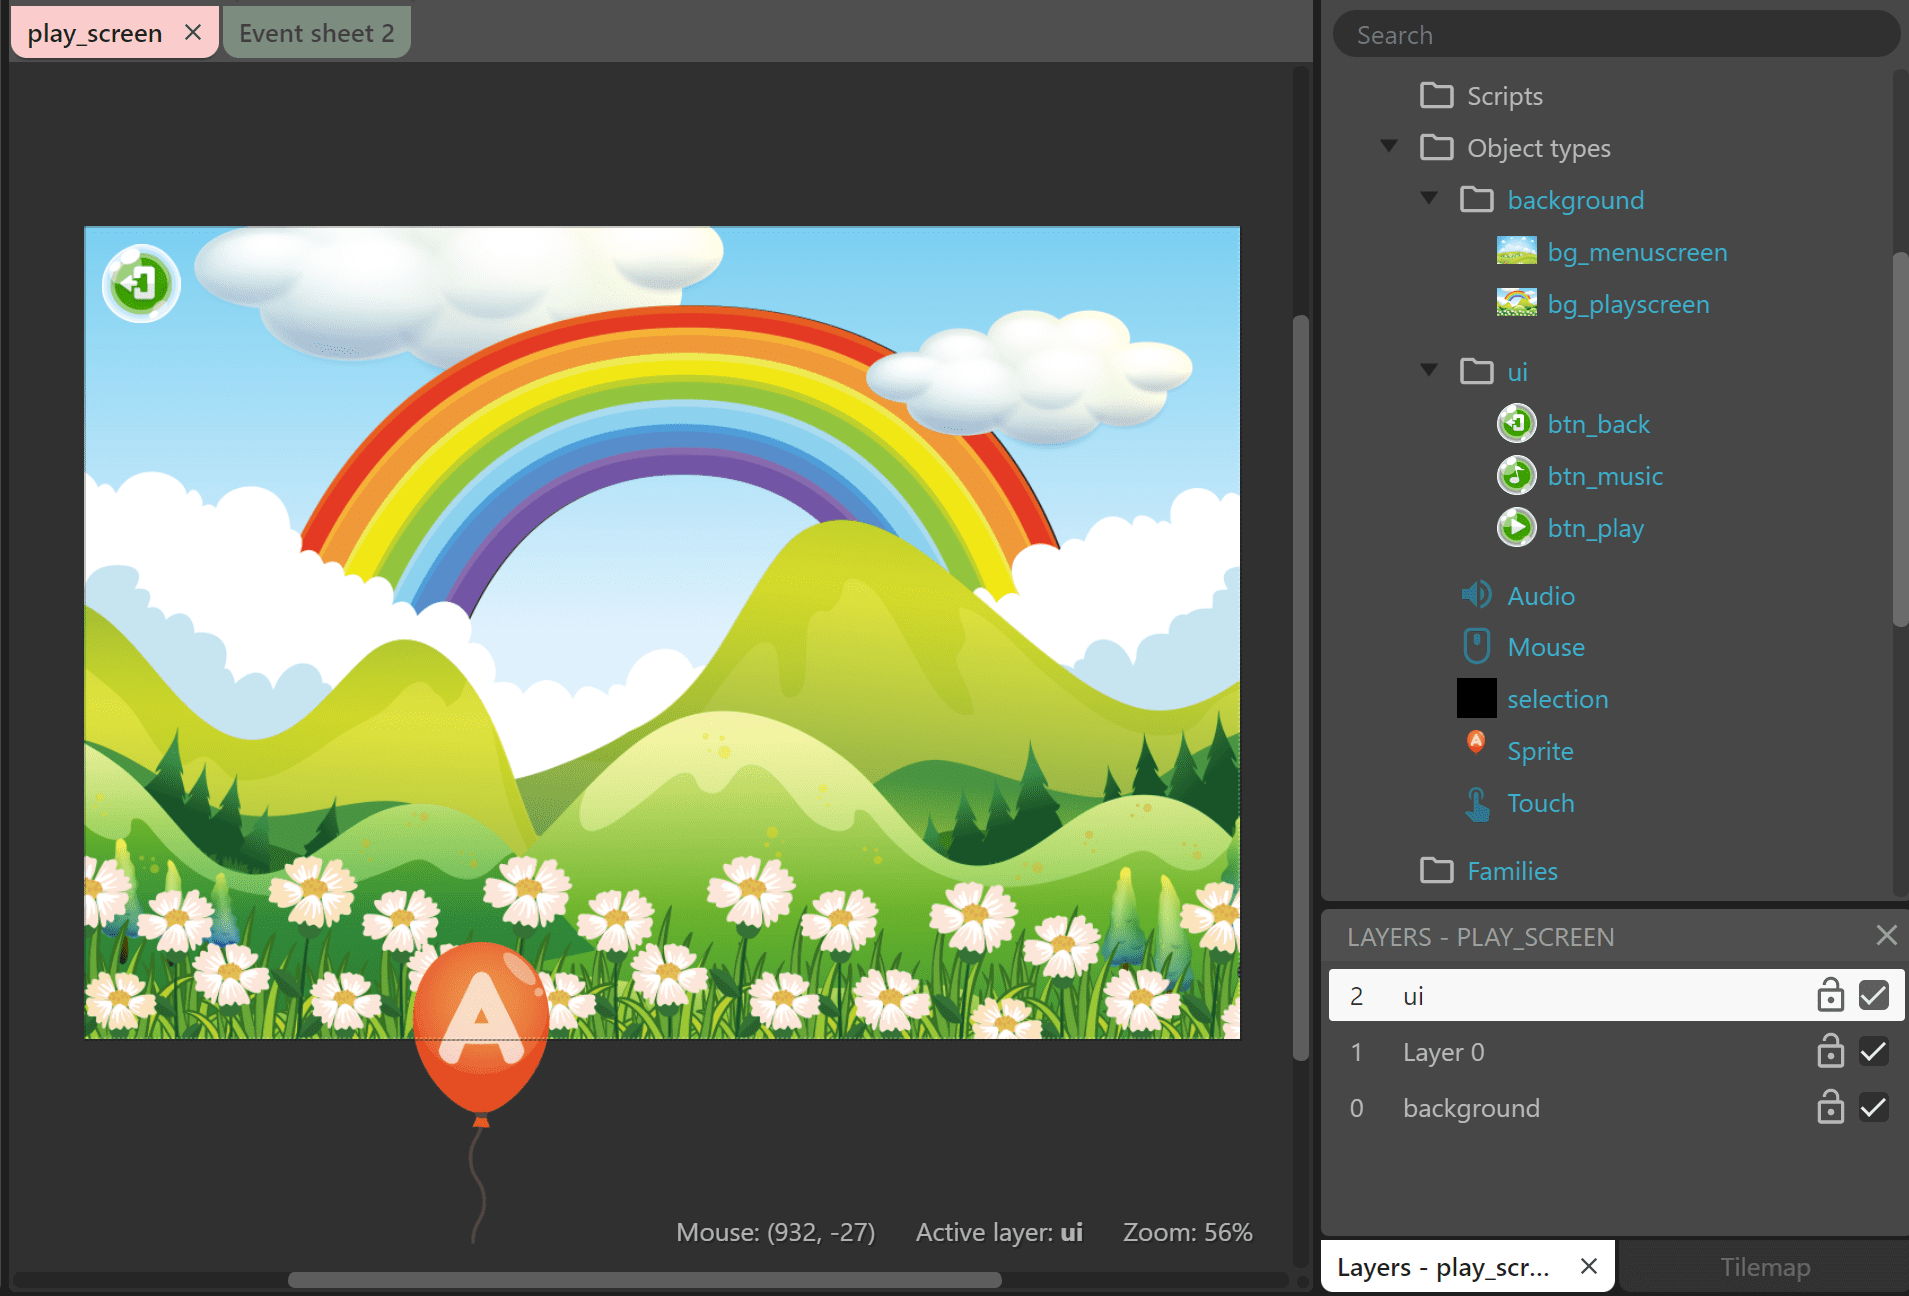 play_screen
Event sheet 2
A
Mouse: (932, -27) Active layer: ui Zoom: 56%
Search
Scripts
Object types
background
bg_menuscreen
bg_playscreen
ui
btn_back
btn_music
btn_play
Audio
Mouse
selection
A
Sprite
Touch
Families
LAYERS - PLAY_SCREEN
2 ui
1 Layer 0
0 background
Layers - play_scr...
Tilemap